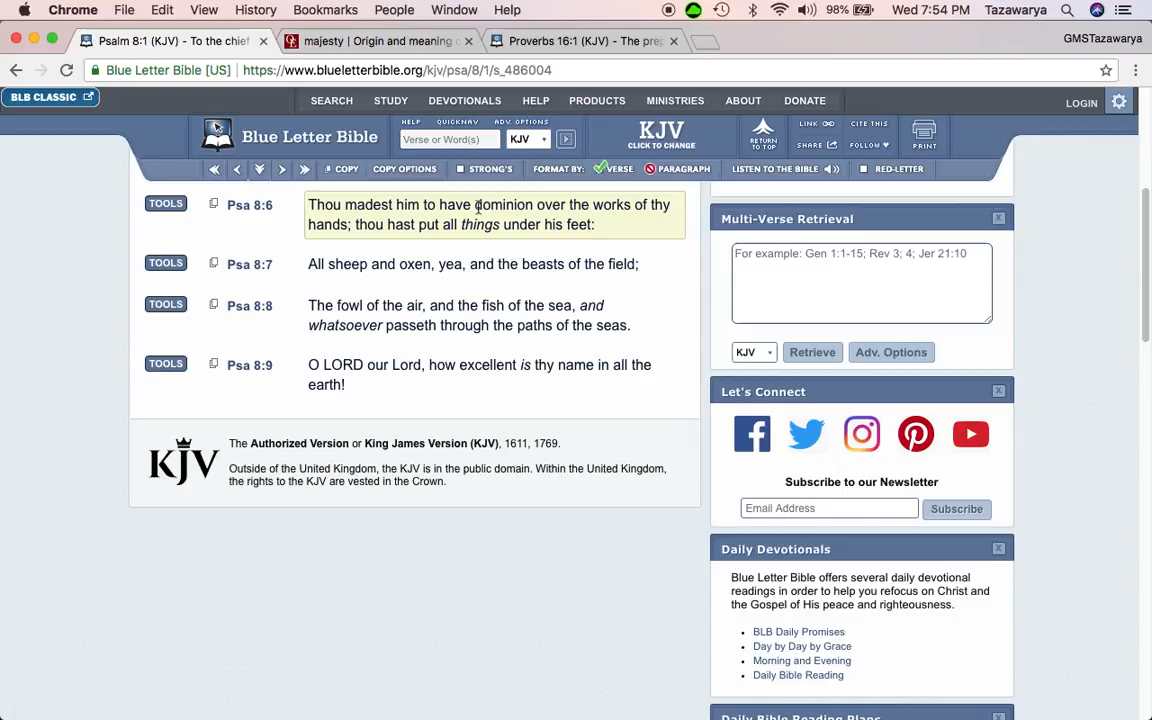 Chrome File Edit View History Bookmarks People Window Help 98% Wed 7:54 PM Tazawarya
Psalm 8:1 (KJV) - To the chief × majesty | Origin and meaning o × Proverbs 16:1 (KJV) - The prep × GMSTazawarya
Blue Letter Bible [US] https://www.blueletterbible.org/kjv/psa/8/1/s_486004
BLB CLASSIC SEARCH STUDY DEVOTIONALS HELP PRODUCTS MINISTRIES ABOUT DONATE LOGIN
HELP QUICKNAV ADV. OPTIONS
Blue Letter Bible Verse or Word(s) KJV KJV CLICK TO CHANGE RETURN TO TOP LINK CITE THIS SHARE FOLLOW PRINT
COPY COPY OPTIONS STRONG'S FORMAT BY: VERSE PARAGRAPH LISTEN TO THE BIBLE RED-LETTER
TOOLS Psa 8:6 Thou madest him to have dominion over the works of thy
hands; thou hast put all things under his feet:
TOOLS Psa 8:7 All sheep and oxen, yea, and the beasts of the field;
TOOLS Psa 8:8 The fowl of the air, and the fish of the sea, and
whatsoever passeth through the paths of the seas.
TOOLS Psa 8:9 O LORD our Lord, how excellent is thy name in all the
earth!
KJV
The Authorized Version or King James Version (KJV), 1611, 1769.
Outside of the United Kingdom, the KJV is in the public domain. Within the United Kingdom,
the rights to the KJV are vested in the Crown.
Multi-Verse Retrieval X
For example: Gen 1:1-15; Rev 3; 4; Jer 21:10
KJV Retrieve Adv. Options
Let's Connect X
Subscribe to our Newsletter
Email Address Subscribe
Daily Devotionals X
Blue Letter Bible offers several daily devotional
readings in order to help you refocus on Christ and
the Gospel of His peace and righteousness.
BLB Daily Promises
Day by Day by Grace
Morning and Evening
Daily Bible Reading
Daily Bible Reading Plans